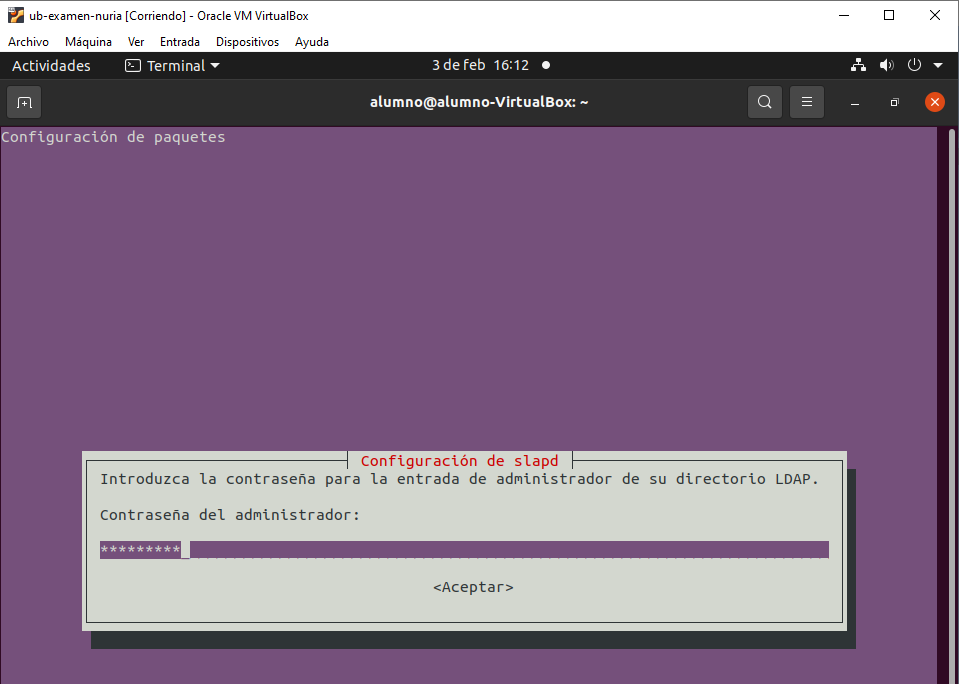 ub-examen-nuria [Corriendo] - Oracle VM VirtualBox
Archivo Máquina Ver Entrada Dispositivos Ayuda
Actividades Terminal 3 de feb 16:12
alumno@alumno-VirtualBox: ~
Configuración de paquetes
Configuración de slapd
Introduzca la contraseña para la entrada de administrador de su directorio LDAP.
Contraseña del administrador:
*********_
<Aceptar>